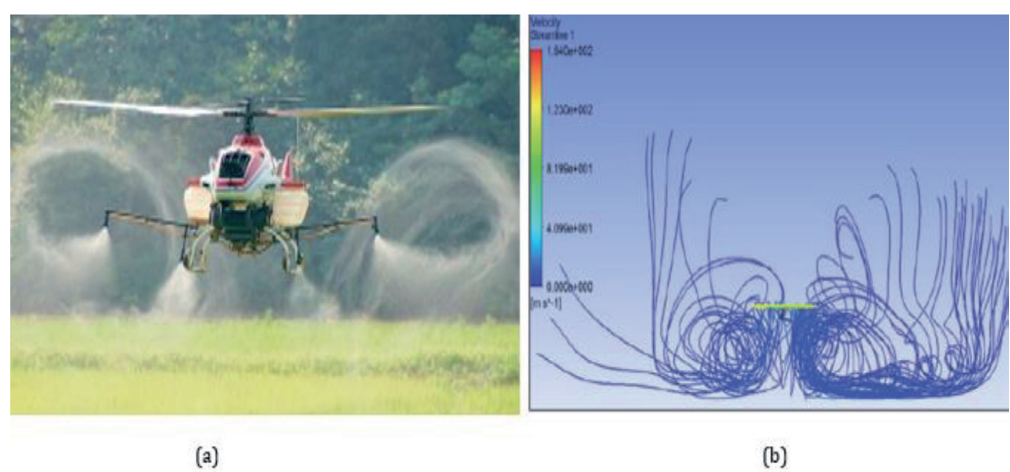 Velocity
Streamline 1
1.640e+002
1.230e+002
8.199e+001
4.099e+001
0.000e+000
[m s^-1]
(a)
(b)